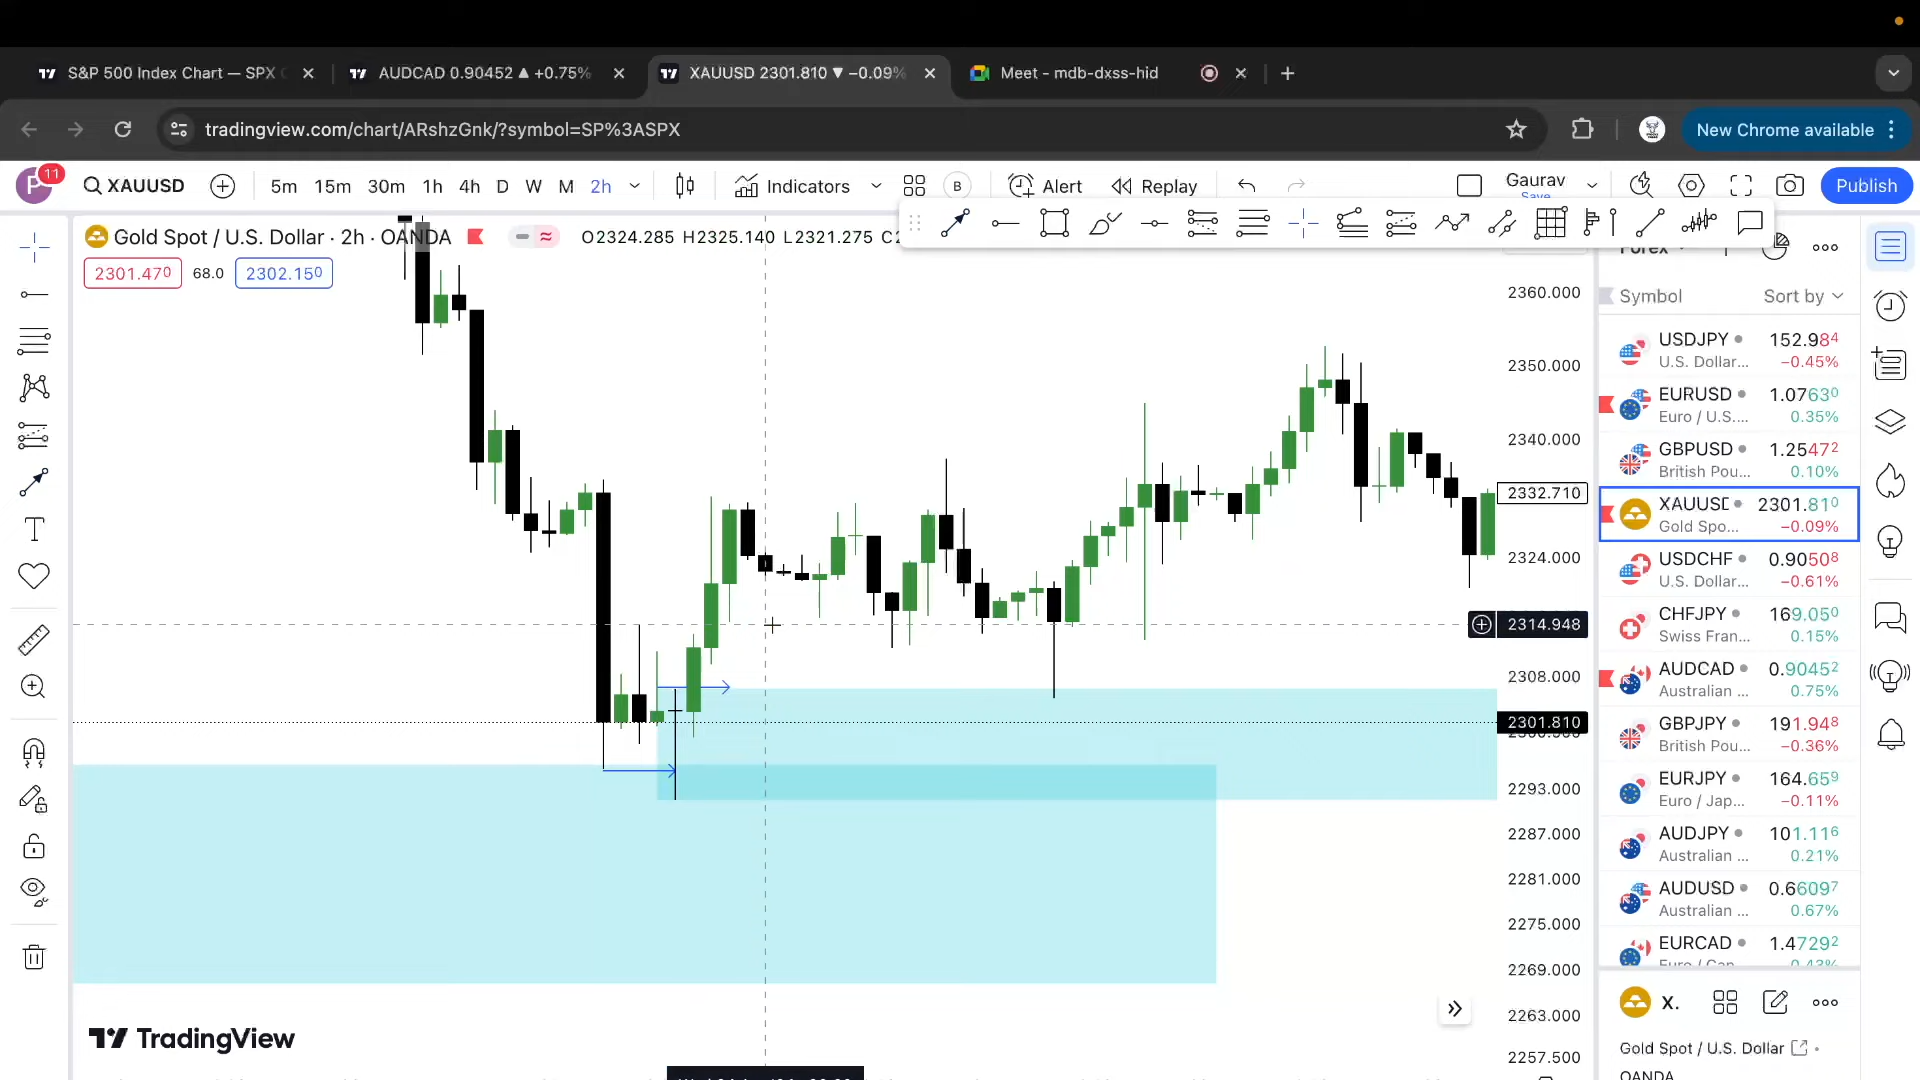 S&P 500 Index Chart — SPX
AUDCAD 0.90452 ▲ +0.75%
XAUUSD 2301.810 ▼ −0.09%
Meet - mdb-dxss-hid
tradingview.com/chart/ARshzGnk/?symbol=SP%3ASPX
New Chrome available
P
11
XAUUSD
5m
15m
30m
1h
4h
D
W
M
2h
Indicators
B
Alert
Replay
Gaurav
Save
Publish
Gold Spot / U.S. Dollar · 2h · OANDA
O2324.285 H2325.140 L2321.275
2301.470
68.0
2302.150
2360.000
2350.000
2340.000
2332.710
2324.000
2314.948
2308.000
2301.810
2293.000
2287.000
2281.000
2275.000
2269.000
2263.000
2257.500
Forex
Symbol
Sort by
USDJPY 152.984
U.S. Dollar... −0.45%
EURUSD 1.07630
Euro / U.S.... 0.35%
GBPUSD 1.25472
British Pou... 0.10%
XAUUSD 2301.810
Gold Spo... −0.09%
USDCHF 0.90508
U.S. Dollar... −0.61%
CHFJPY 169.050
Swiss Fran... 0.15%
AUDCAD 0.90452
Australian ... 0.75%
GBPJPY 191.948
British Pou... −0.36%
EURJPY 164.659
Euro / Jap... −0.11%
AUDJPY 101.116
Australian ... 0.21%
AUDUSD 0.66097
Australian ... 0.67%
EURCAD 1.47292
Euro / Can... 0.43%
X.
Gold Spot / U.S. Dollar
OANDA
TradingView